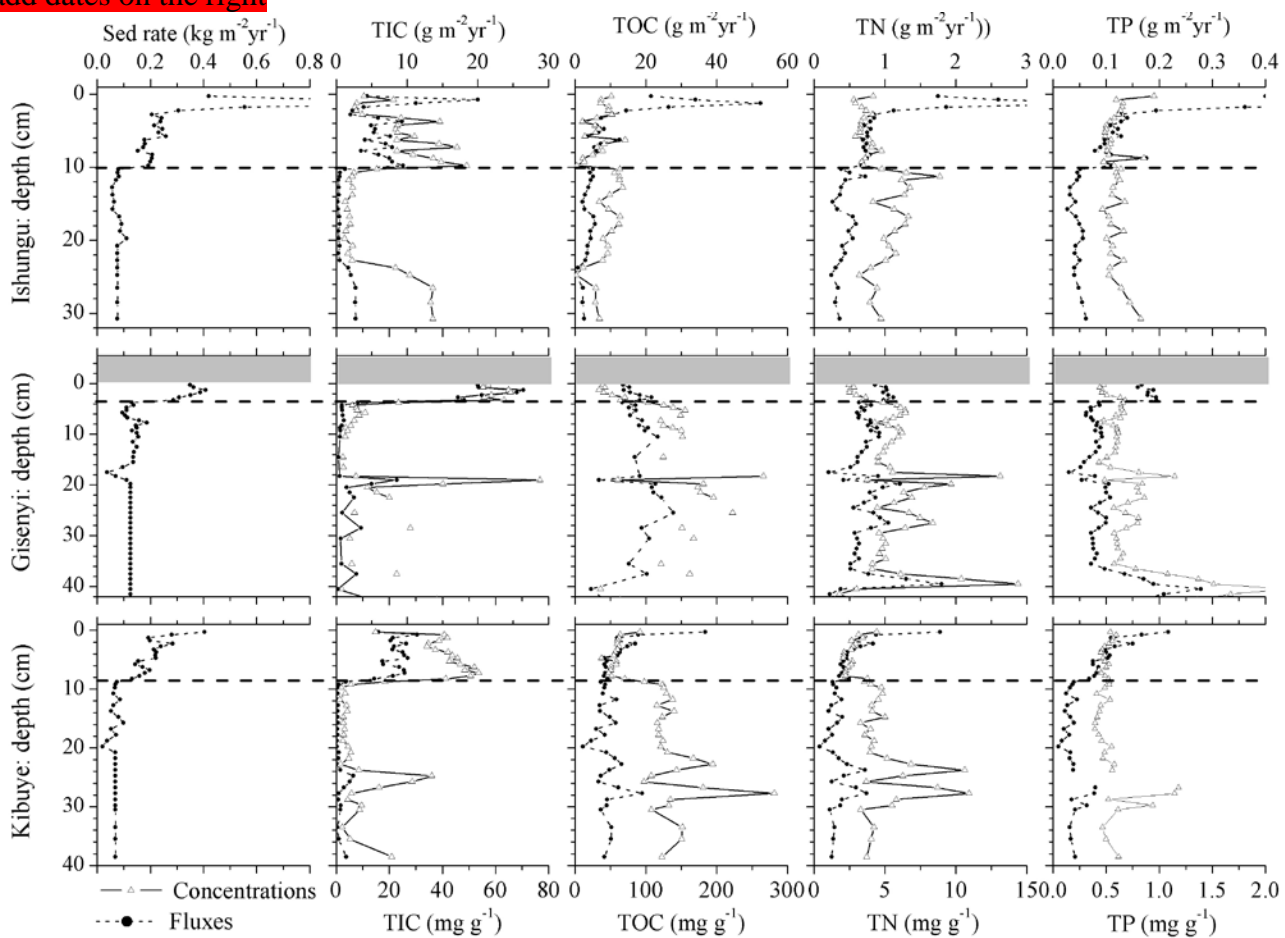 add dates on the right
Sed rate (kg m-2yr-1)
TIC (g m-2yr-1)
TOC (g m-2yr-1)
TN (g m-2yr-1))
TP (g m-2yr-1)
0.0 0.2 0.4 0.6 0.8 0 10 20 30 0 20 40 60 0 1 2 3 0.0 0.1 0.2 0.3 0.4
Ishungu: depth (cm)
0
10
20
30
Gisenyi: depth (cm)
0
10
20
30
40
Kibuye: depth (cm)
0
10
20
30
40
0 20 40 60 80 0 100 200 300 0 5 10 15 0.0 0.5 1.0 1.5 2.0
Concentrations
Fluxes
TIC (mg g-1)
TOC (mg g-1)
TN (mg g-1)
TP (mg g-1)